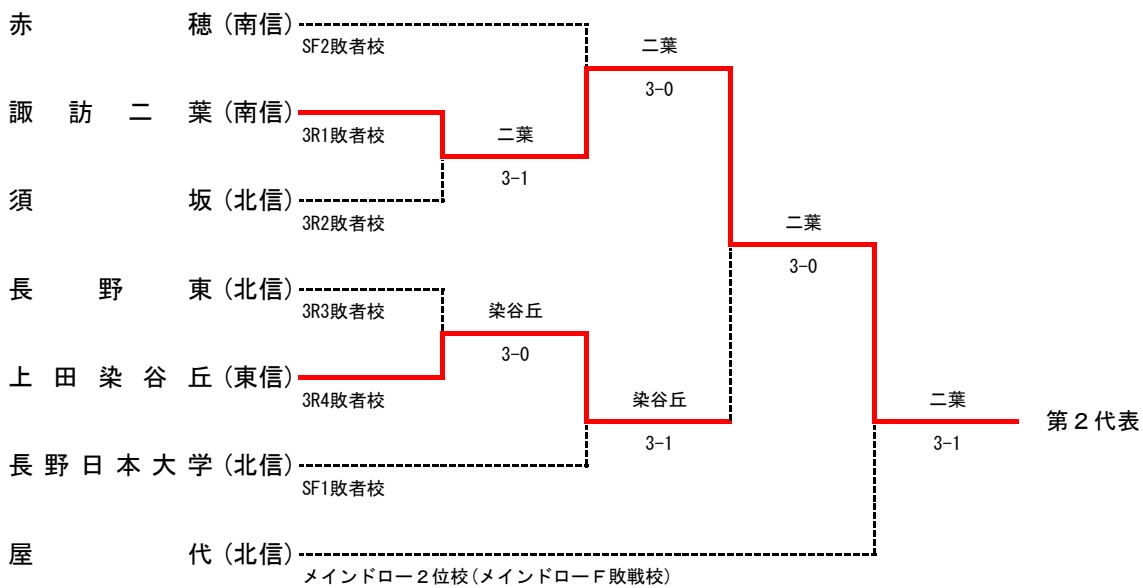 赤穂(南信)
SF2敗者校
二葉
3-0
諏訪二葉(南信)
3R1敗者校
二葉
3-1
須坂(北信)
3R2敗者校
二葉
3-0
長野東(北信)
3R3敗者校
染谷丘
3-0
上田染谷丘(東信)
3R4敗者校
染谷丘
3-1
二葉
3-1
第2代表
長野日本大学(北信)
SF1敗者校
屋代(北信)
メインドロー2位校(メインドローF敗戦校)